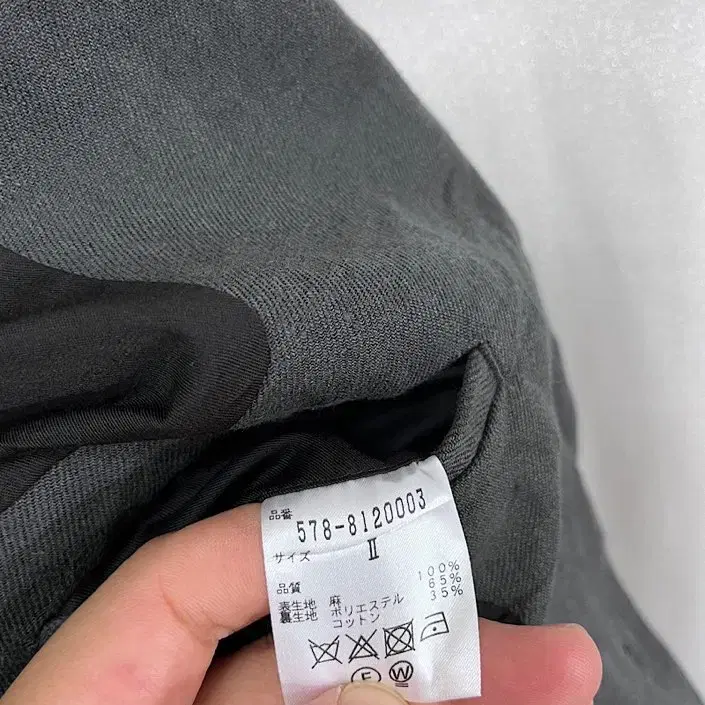 品番
578-8120003
サイズ Ⅱ
品質
表生地 麻 100%
裏生地 ポリエステル 65%
コットン 35%
F W